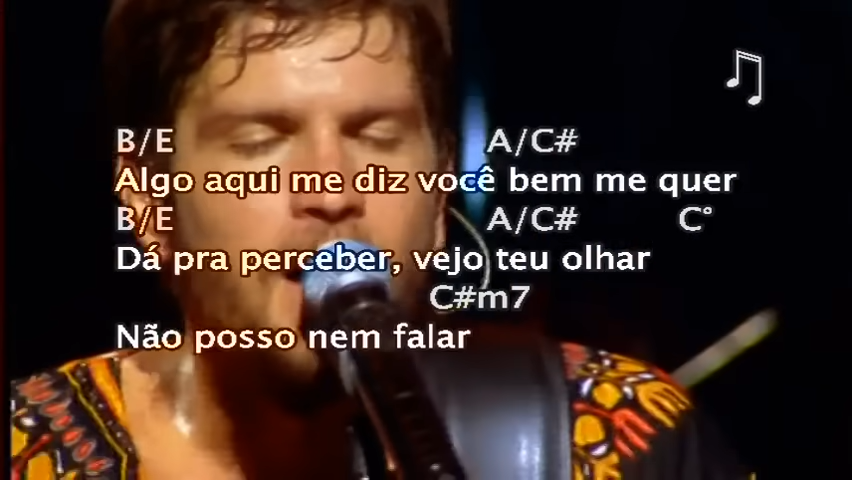 B/E A/C#
Algo aqui me diz você bem me quer
B/E A/C# C°
Dá pra perceber, vejo teu olhar
C#m7
Não posso nem falar